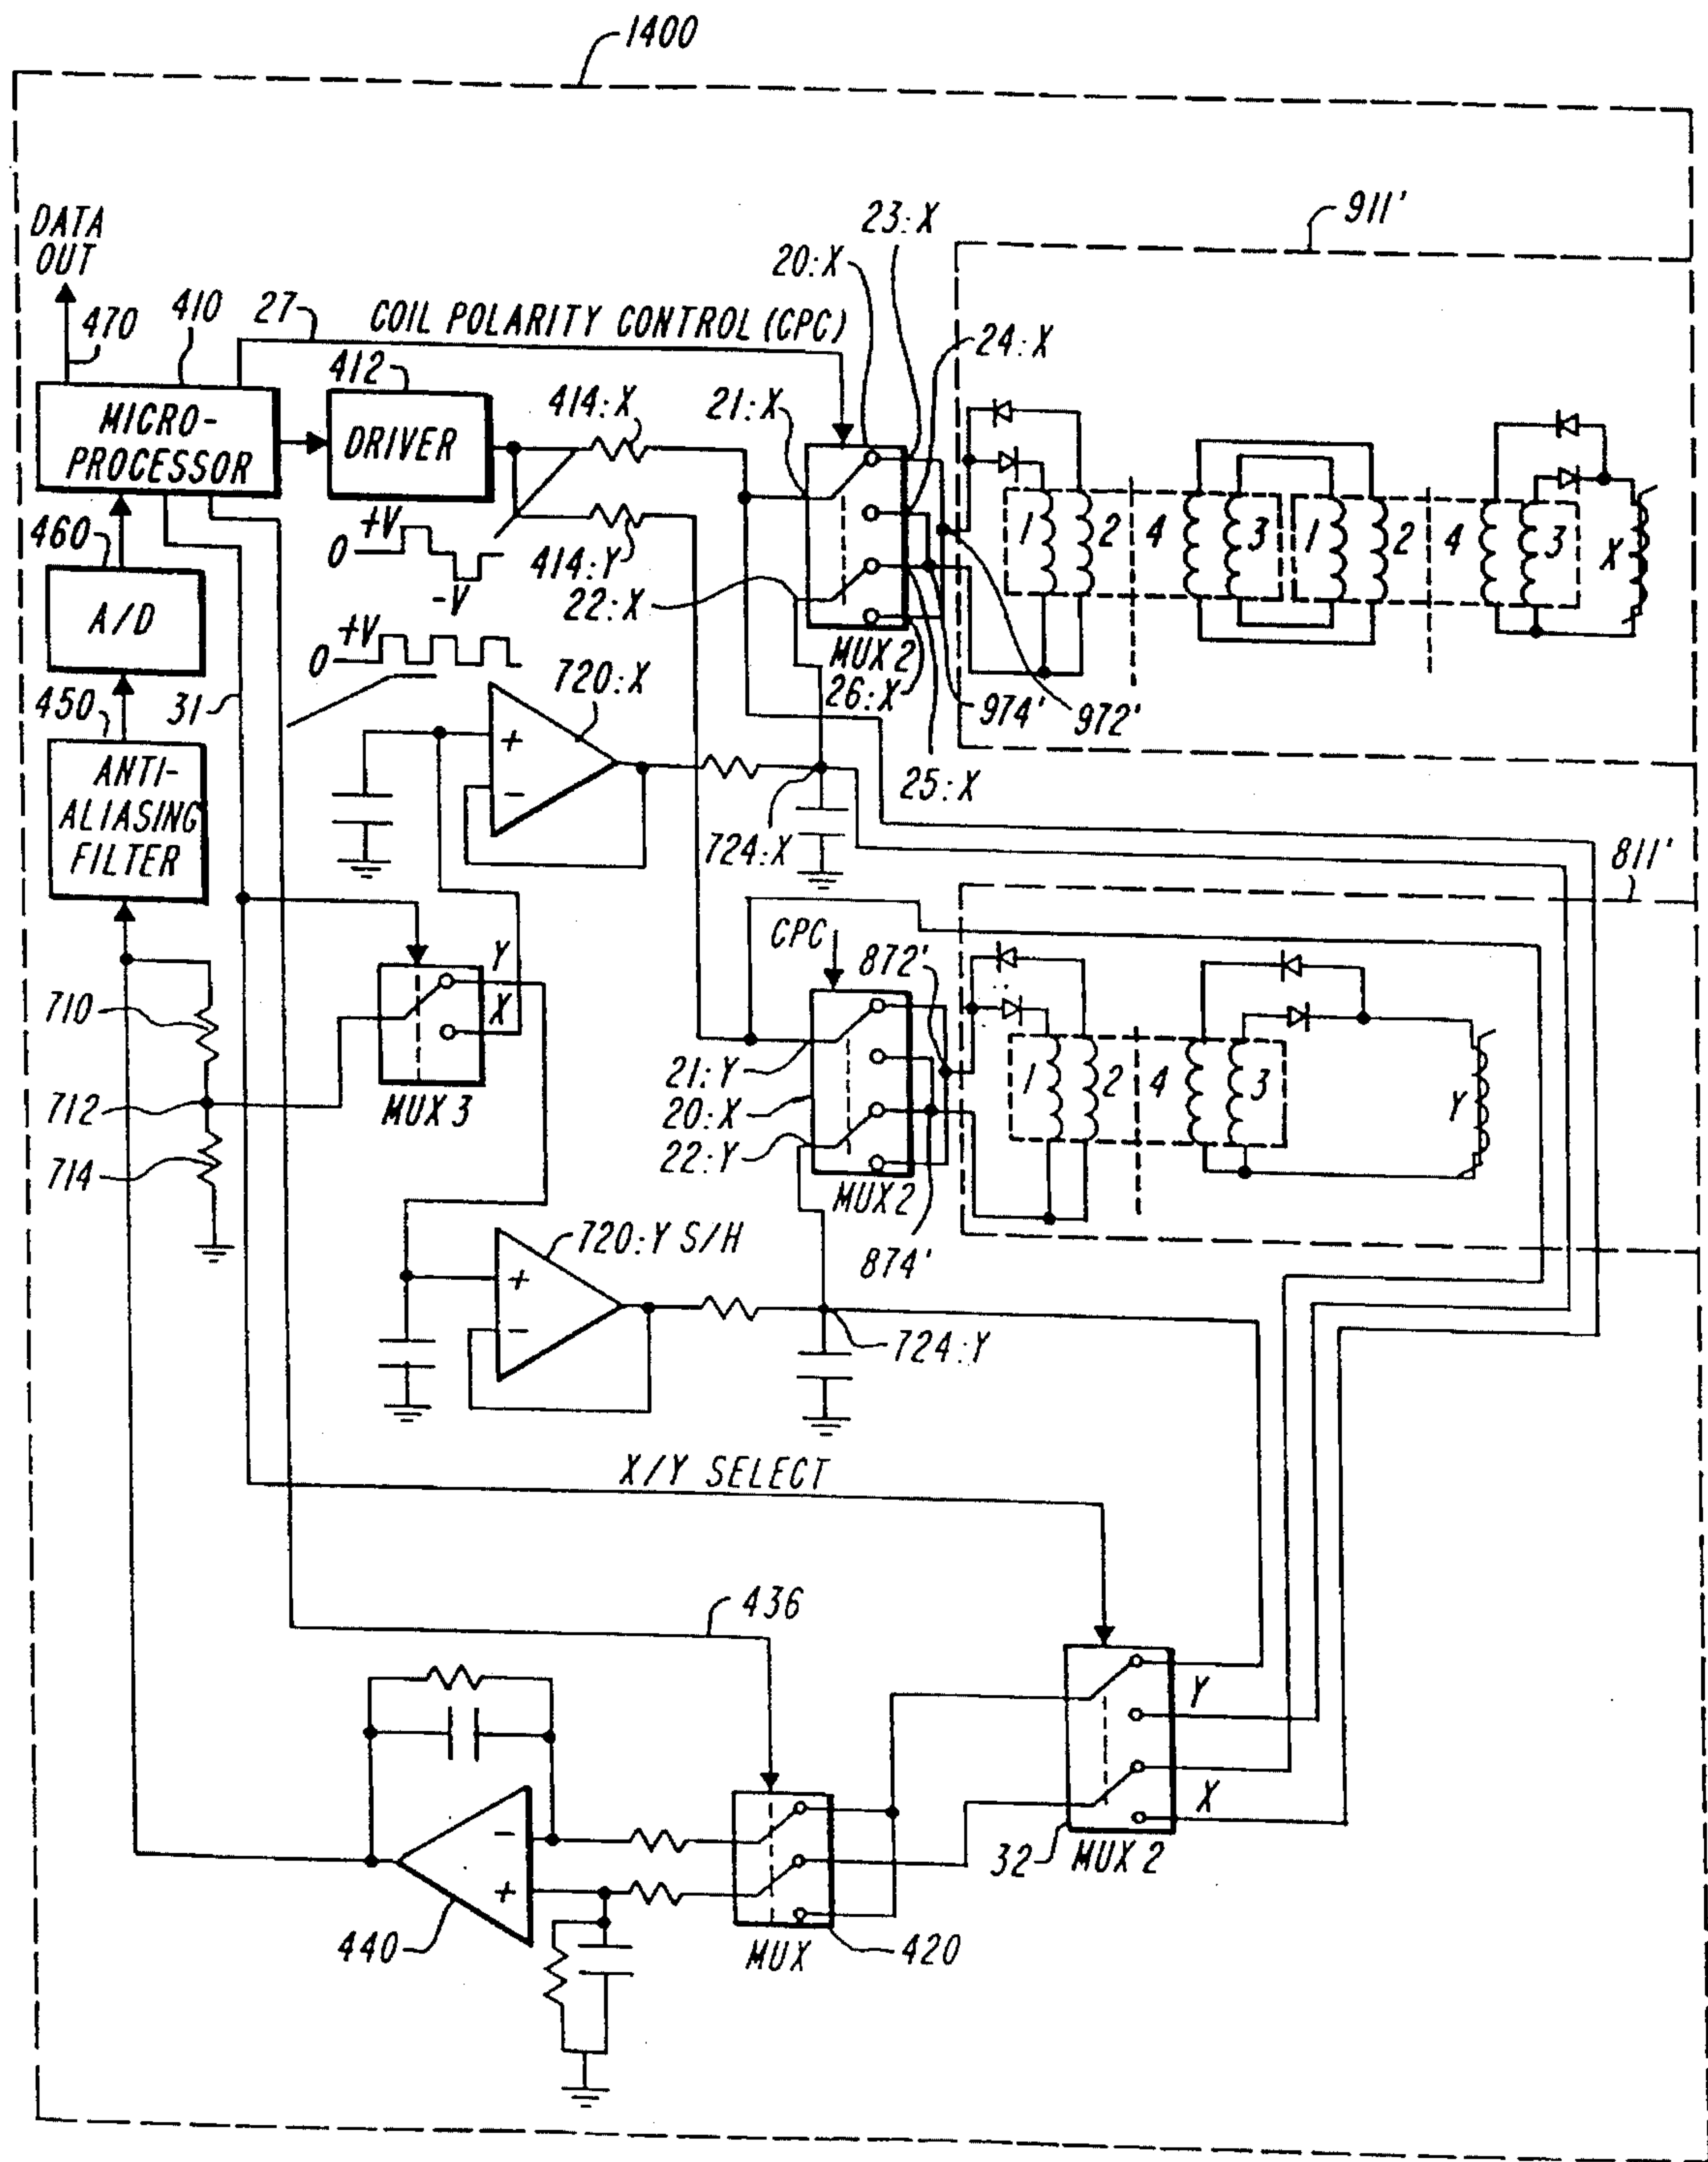 1400
911'
23:X
DATA
OUT
20:X
470
410
27
COIL POLARITY CONTROL (CPC)
24:X
412
414:X
21:X
MICRO-
PROCESSOR
DRIVER
1
2
4
3
1
2
4
3
X
460
+V
0
-V
414:Y
22:X
A/D
+V
0
MUX 2
26:X
974'
972'
450
31
720:X
25:X
+
-
ANTI-
ALIASING
FILTER
724:X
811'
CPC
872'
Y
X
710
1
2
4
3
Y
21:Y
712
MUX 3
20:X
714
22:Y
MUX 2
874'
720:Y S/H
+
-
724:Y
X/Y SELECT
436
Y
X
-
+
32
MUX 2
440
MUX
420